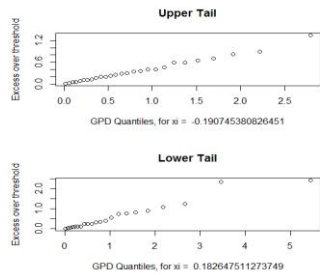 Upper Tail
Excess over threshold
0.0 0.6 1.2
0.0 0.5 1.0 1.5 2.0 2.5
GPD Quantiles, for xi = -0.190745380826451
Lower Tail
Excess over threshold
0.0 1.0 2.0
0 1 2 3 4 5
GPD Quantiles, for xi = 0.182647511273749